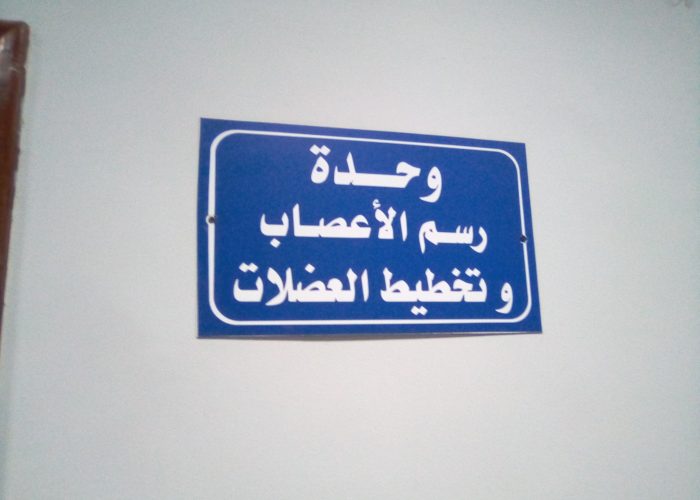 وحدة
رسم الأعصاب
و تخطيط العضلات